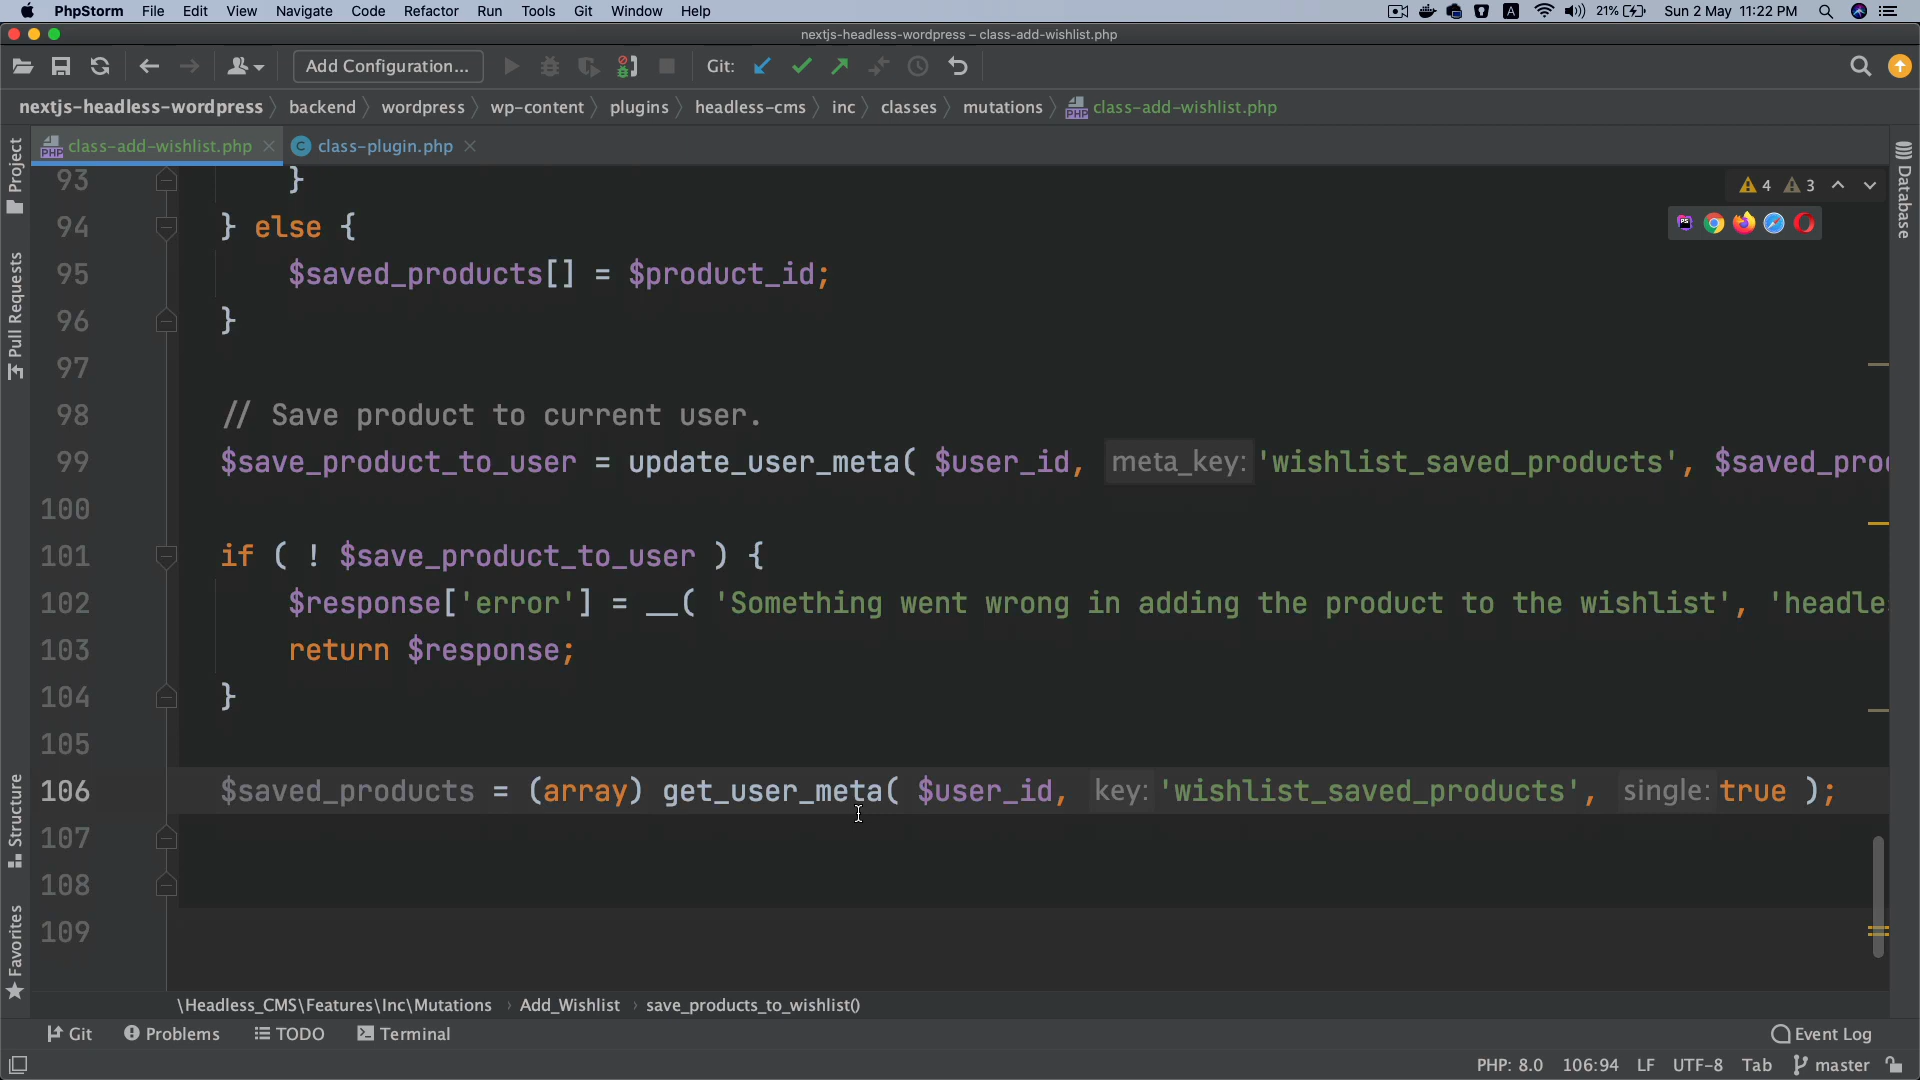 PhpStorm File Edit View Navigate Code Refactor Run Tools Git Window Help A 21% Sun 2 May 11:22 PM
nextjs-headless-wordpress – class-add-wishlist.php
Add Configuration... Git:
nextjs-headless-wordpress backend wordpress wp-content plugins headless-cms inc classes mutations PHP class-add-wishlist.php
PHP class-add-wishlist.php C class-plugin.php
Project
Pull Requests
Structure
Favorites
Database
4 3
PS
93 }
94 } else {
95 $saved_products[] = $product_id;
96 }
97
98 // Save product to current user.
99 $save_product_to_user = update_user_meta( $user_id, meta_key: 'wishlist_saved_products', $saved_pro
100
101 if ( ! $save_product_to_user ) {
102 $response['error'] = __( 'Something went wrong in adding the product to the wishlist', 'headle
103 return $response;
104 }
105
106 $saved_products = (array) get_user_meta( $user_id, key: 'wishlist_saved_products', single: true );
107
108
109
\Headless_CMS\Features\Inc\Mutations Add_Wishlist save_products_to_wishlist()
Git Problems TODO Terminal Event Log
PHP: 8.0 106:94 LF UTF-8 Tab master